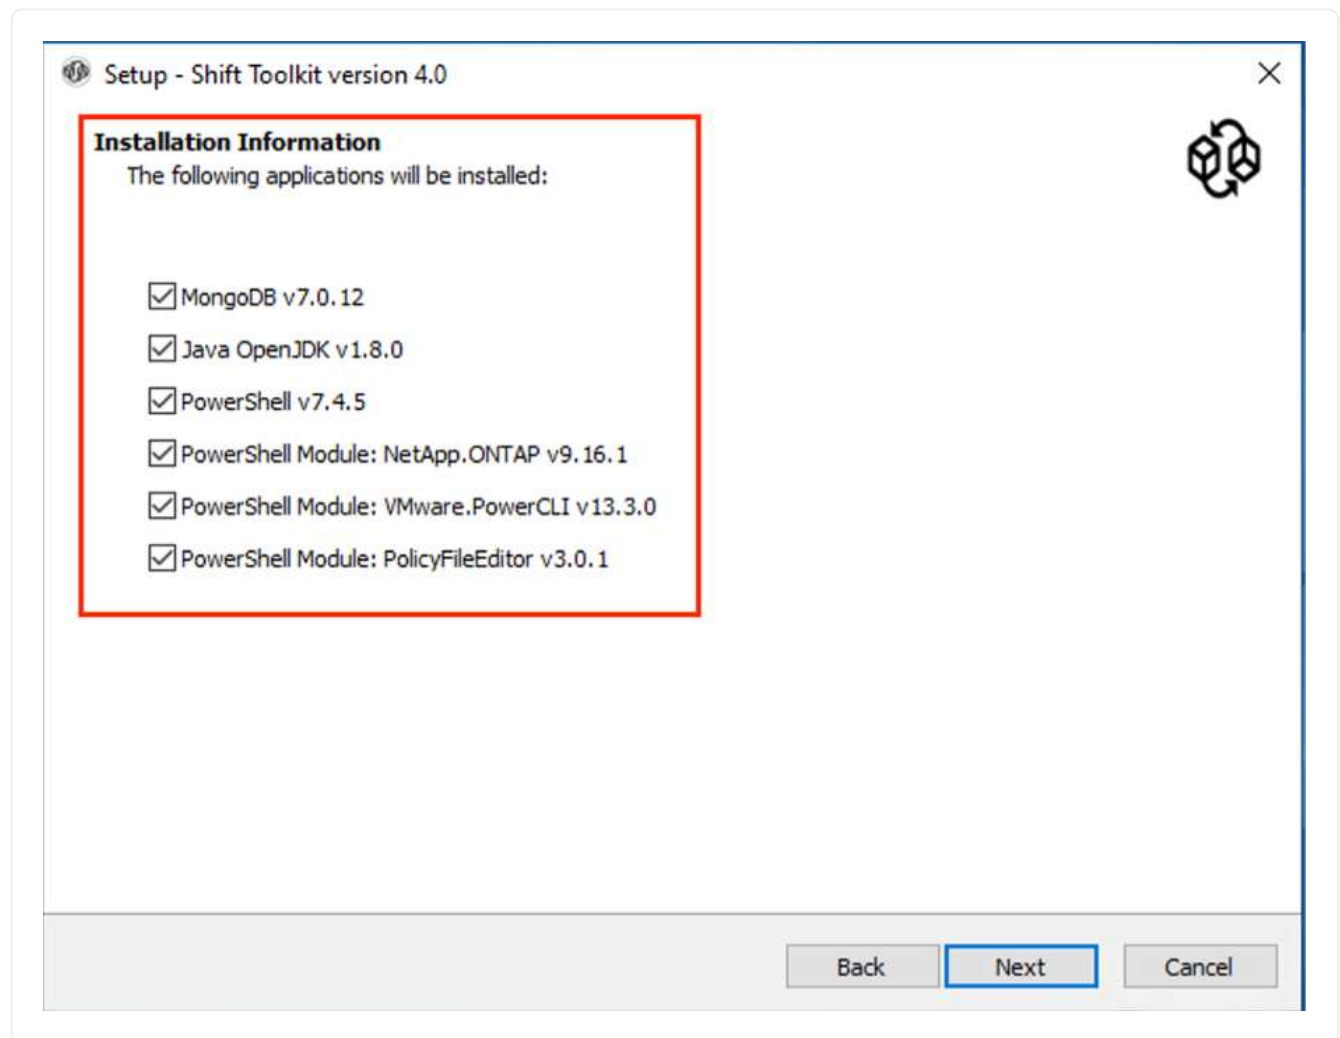 Setup - Shift Toolkit version 4.0
Installation Information
The following applications will be installed:
MongoDB v7.0.12
Java OpenJDK v1.8.0
PowerShell v7.4.5
PowerShell Module: NetApp.ONTAP v9.16.1
PowerShell Module: VMware.PowerCLI v13.3.0
PowerShell Module: PolicyFileEditor v3.0.1
Back Next Cancel